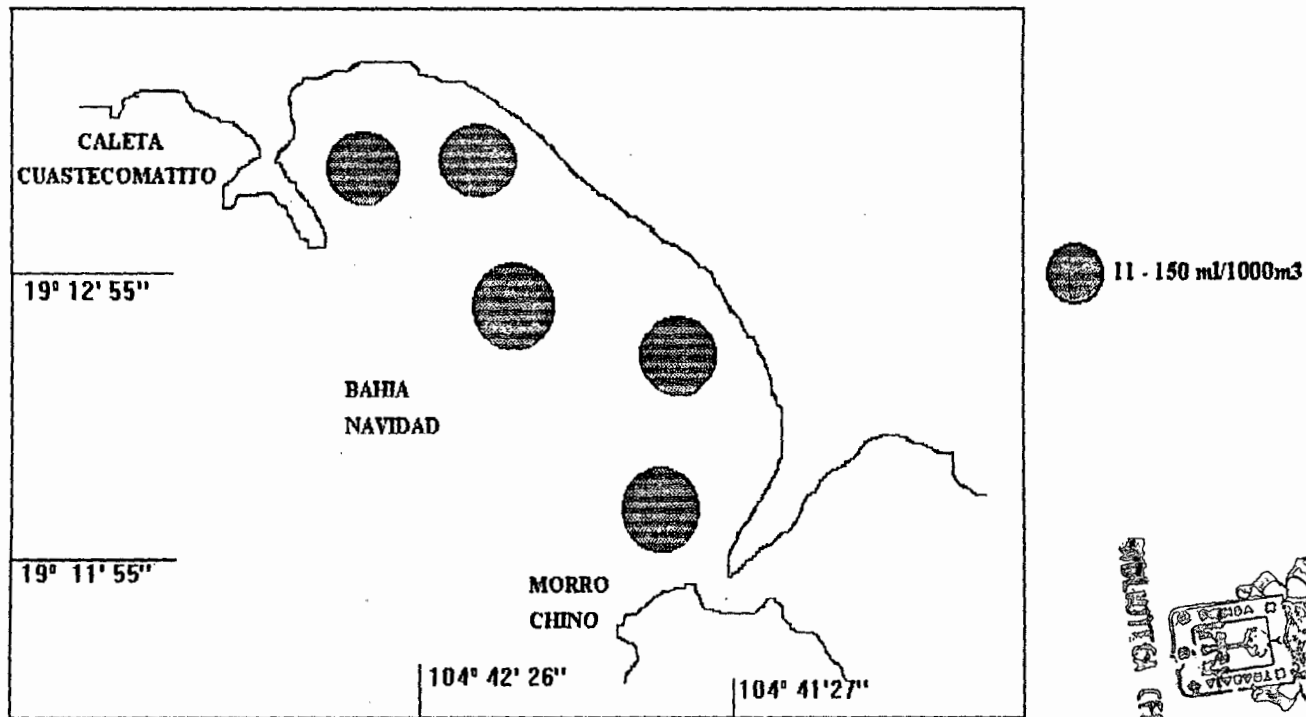 CALETA
CUASTECOMATITO
19° 12' 55"
11 - 150 ml/1000m3
BAHIA
NAVIDAD
19° 11' 55"
MORRO
CHINO
104° 42' 26"
104° 41'27"